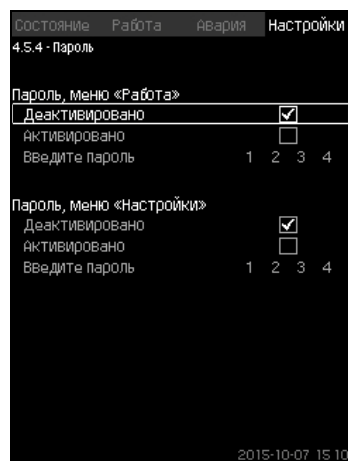 Состояние Работа Авария Настройки
4.5.4 - Пароль
Пароль, меню «Работа»
Деактивировано
Активировано
Введите пароль 1 2 3 4
Пароль, меню «Настройки»
Деактивировано
Активировано
Введите пароль 1 2 3 4
2015-10-07 15 10